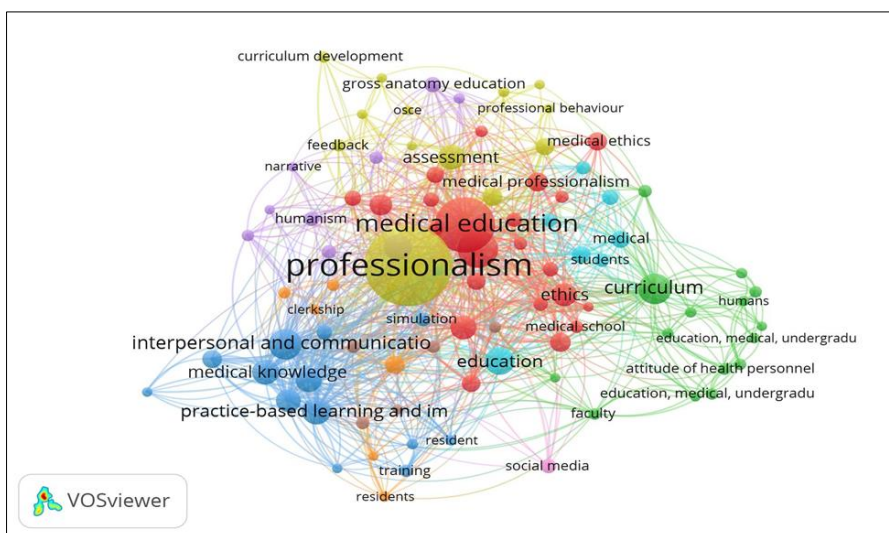 curriculum development
gross anatomy education
osce
professional behaviour
feedback
medical ethics
assessment
narrative
medical professionalism
humanism
medical education
medical
students
professionalism
curriculum
ethics
humans
clerkship
simulation
medical school
interpersonal and communicatio
education, medical, undergradu
education
medical knowledge
attitude of health personnel
education, medical, undergradu
practice-based learning and im
faculty
resident
social media
training
residents
VOSviewer